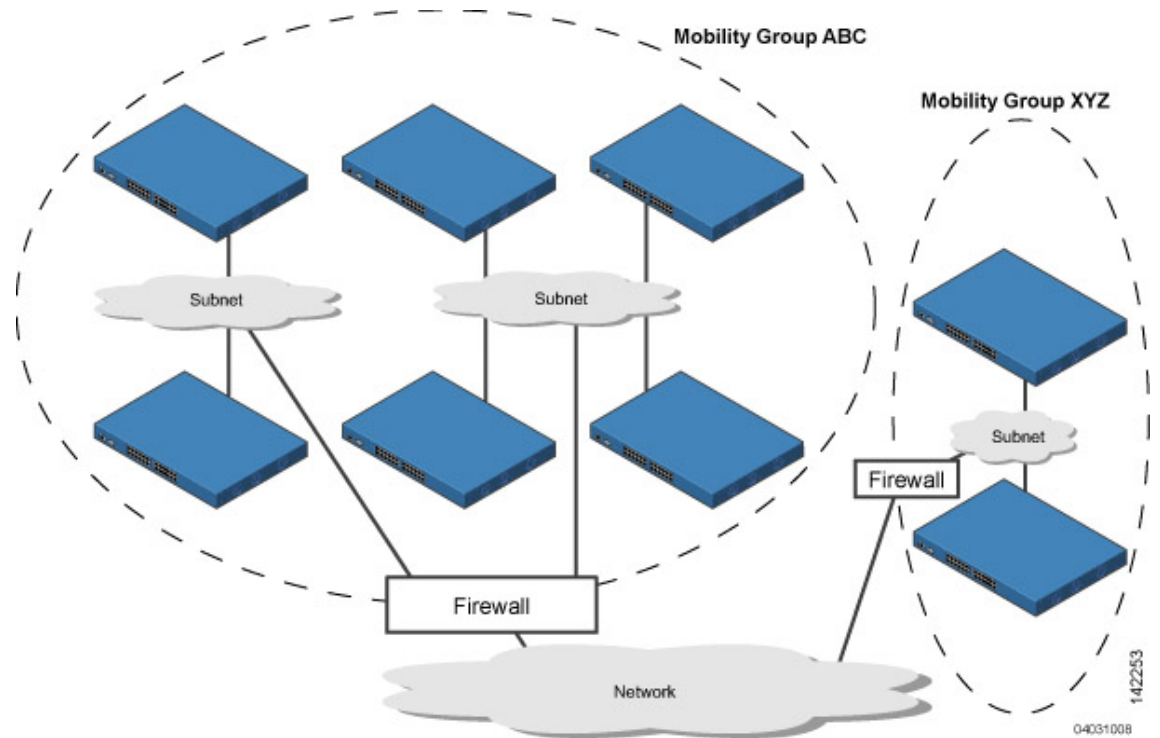 Mobility Group ABC
Mobility Group XYZ
Subnet
Subnet
Subnet
Firewall
Firewall
Network
142253
04031008